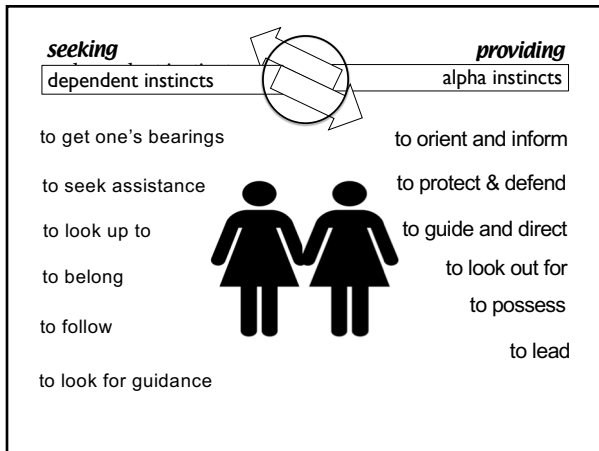 seeking
providing
dependent instincts
alpha instincts
to get one's bearings
to seek assistance
to look up to
to belong
to follow
to look for guidance
to orient and inform
to protect & defend
to guide and direct
to look out for
to possess
to lead